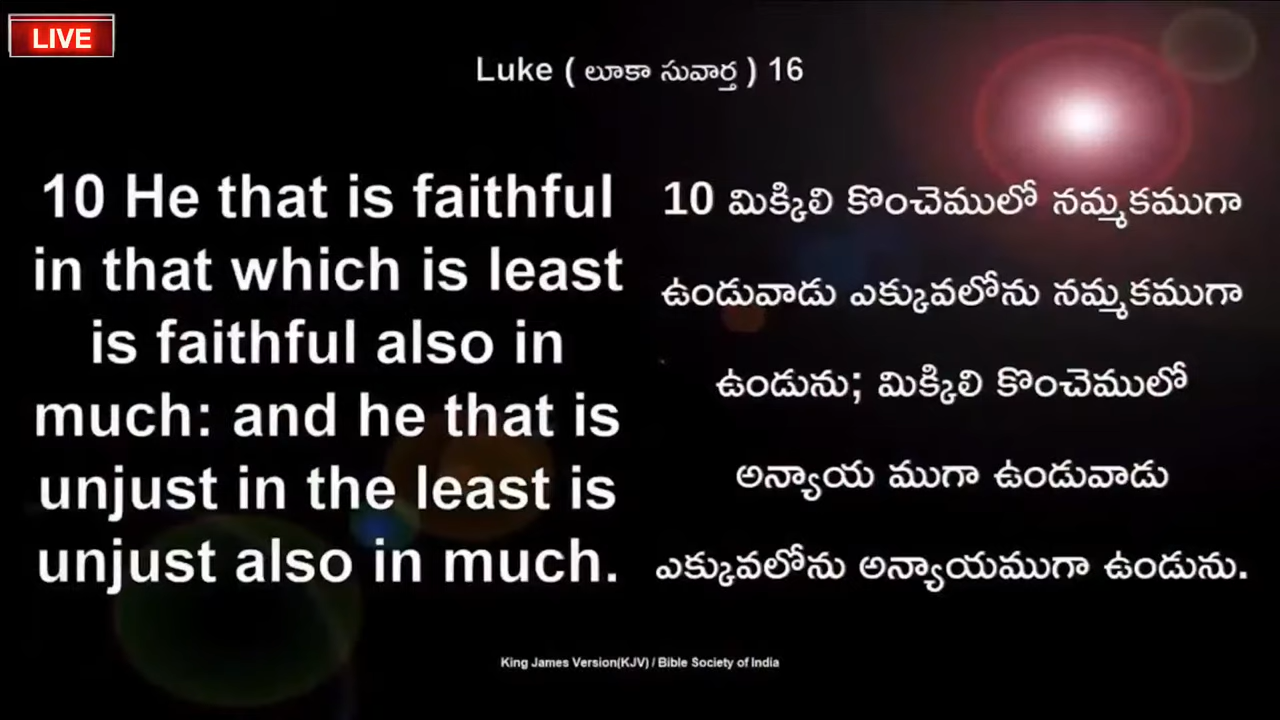 LIVE
Luke ( లూకా సువార్త ) 16
10 He that is faithful
in that which is least
is faithful also in
much: and he that is
unjust in the least is
unjust also in much.
10 మిక్కిలి కొంచెములో నమ్మకముగా
ఉండువాడు ఎక్కువలోను నమ్మకముగా
ఉండును; మిక్కిలి కొంచెములో
అన్యాయ ముగా ఉండువాడు
ఎక్కువలోను అన్యాయముగా ఉండును.
King James Version(KJV) / Bible Society of India